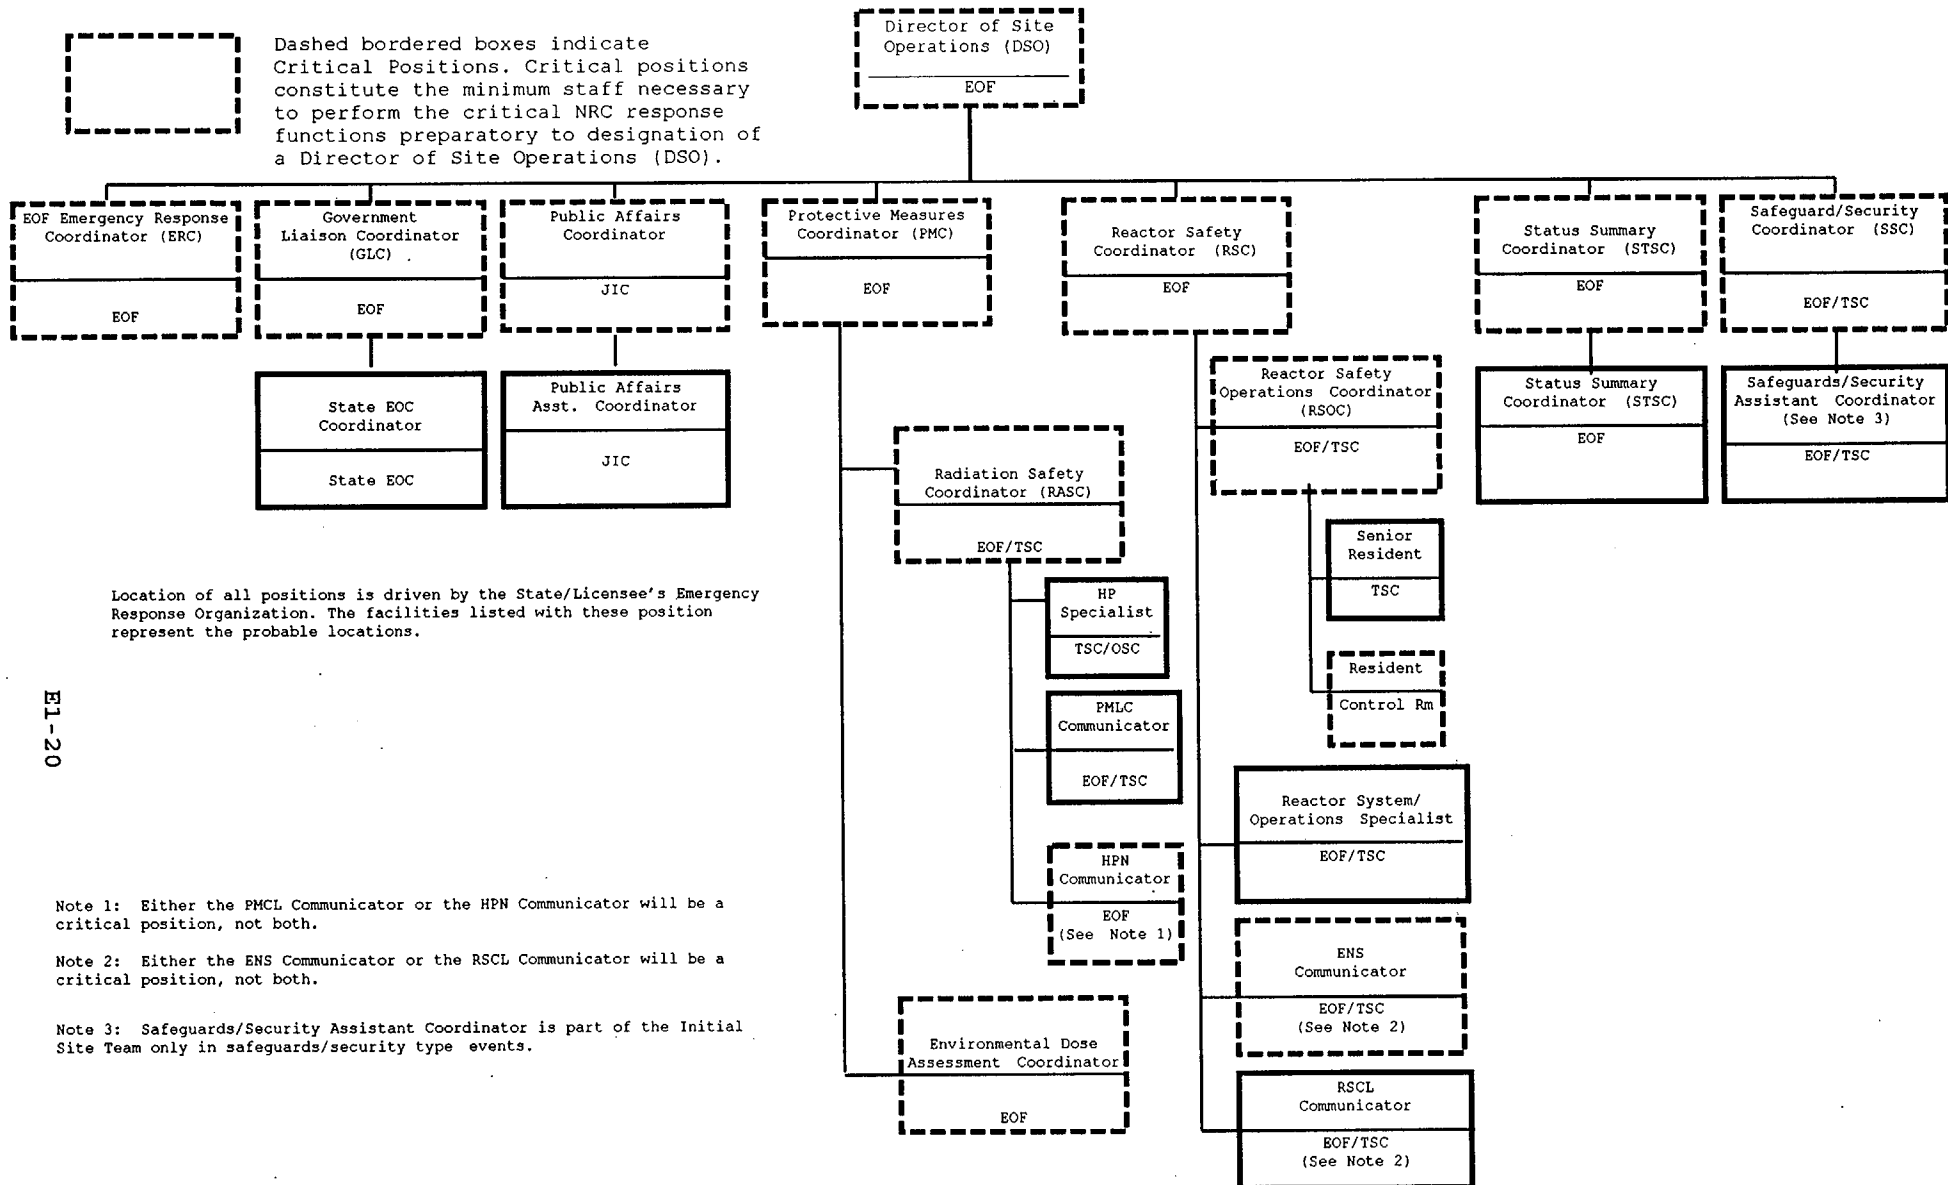 Dashed bordered boxes indicate
Critical Positions. Critical positions
constitute the minimum staff necessary
to perform the critical NRC response
functions preparatory to designation of
a Director of Site Operations (DSO).
Director of Site
Operations (DSO)
EOF
EOF Emergency Response
Coordinator (ERC)
EOF
Government
Liaison Coordinator
(GLC)
EOF
Public Affairs
Coordinator
JIC
Protective Measures
Coordinator (PMC)
EOF
Reactor Safety
Coordinator (RSC)
EOF
Status Summary
Coordinator (STSC)
EOF
Safeguard/Security
Coordinator (SSC)
EOF/TSC
State EOC
Coordinator
State EOC
Public Affairs
Asst. Coordinator
JIC
Radiation Safety
Coordinator (RASC)
EOF/TSC
HP
Specialist
TSC/OSC
PMLC
Communicator
EOF/TSC
HPN
Communicator
EOF
(See Note 1)
Environmental Dose
Assessment Coordinator
EOF
Reactor Safety
Operations Coordinator
(RSOC)
EOF/TSC
Senior
Resident
TSC
Resident
Control Rm
Reactor System/
Operations Specialist
EOF/TSC
ENS
Communicator
EOF/TSC
(See Note 2)
RSCL
Communicator
EOF/TSC
(See Note 2)
Status Summary
Coordinator (STSC)
EOF
Safeguards/Security
Assistant Coordinator
(See Note 3)
EOF/TSC
Location of all positions is driven by the State/Licensee's Emergency
Response Organization. The facilities listed with these position
represent the probable locations.
E1-20
Note 1: Either the PMCL Communicator or the HPN Communicator will be a
critical position, not both.
Note 2: Either the ENS Communicator or the RSCL Communicator will be a
critical position, not both.
Note 3: Safeguards/Security Assistant Coordinator is part of the Initial
Site Team only in safeguards/security type events.